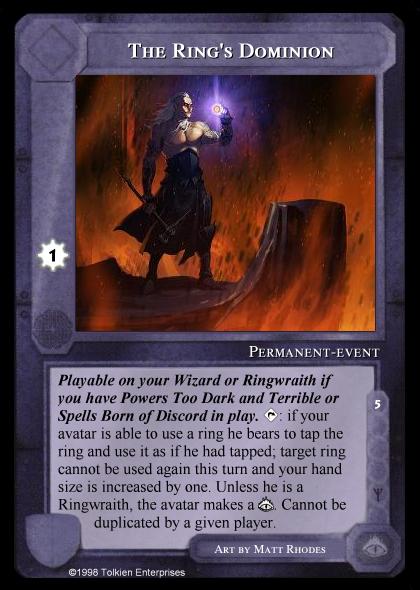 The Ring's Dominion
1
Permanent-event
Playable on your Wizard or Ringwraith if
you have Powers Too Dark and Terrible or
Spells Born of Discord in play. : if your
avatar is able to use a ring he bears to tap the
ring and use it as if he had tapped; target ring
cannot be used again this turn and your hand
size is increased by one. Unless he is a
Ringwraith, the avatar makes a . Cannot be
duplicated by a given player.
5
Art by Matt Rhodes
©1998 Tolkien Enterprises